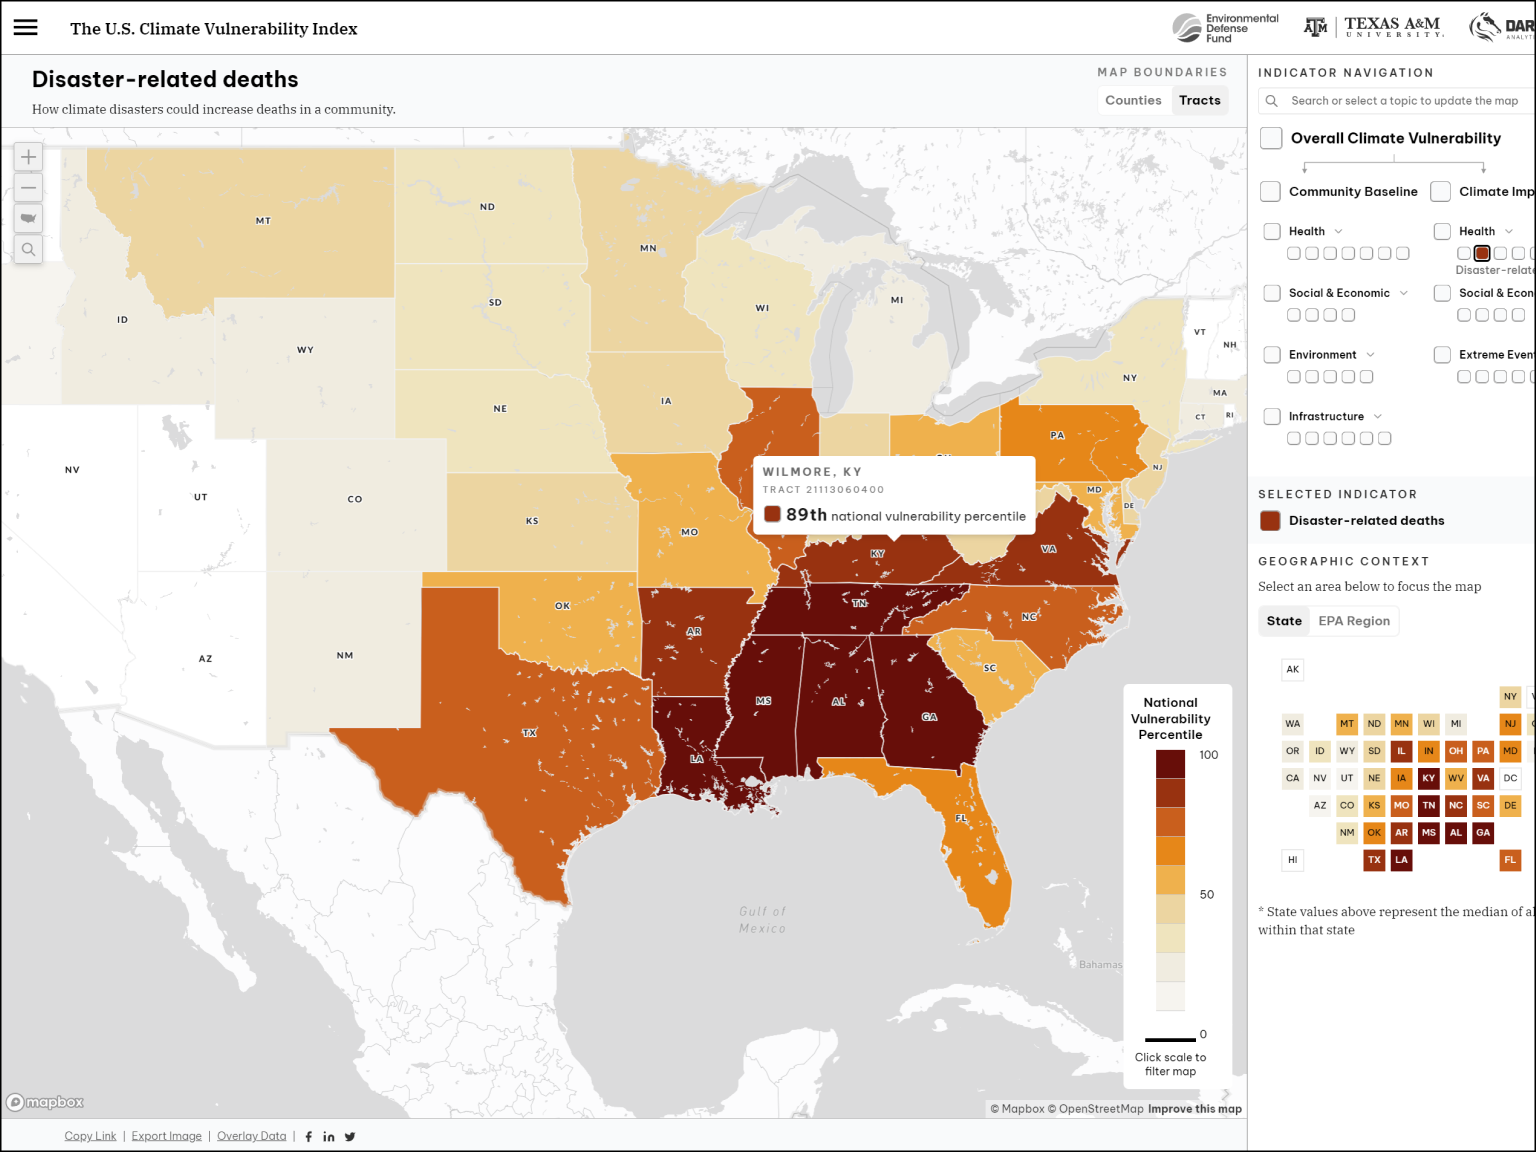 The U.S. Climate Vulnerability Index
Environmental
Defense
Fund
ATM
TEXAS A&M
UNIVERSITY
DAR
ANALYT
Disaster-related deaths
How climate disasters could increase deaths in a community.
MAP BOUNDARIES
Counties Tracts
INDICATOR NAVIGATION
Search or select a topic to update the map
Overall Climate Vulnerability
Community Baseline Climate Imp
Health Health
Disaster-relate
Social & Economic Social & Econ
Environment Extreme Even
Infrastructure
SELECTED INDICATOR
Disaster-related deaths
GEOGRAPHIC CONTEXT
Select an area below to focus the map
State EPA Region
AK
NY
WA MT ND MN WI MI NJ
OR ID WY SD IL IN OH PA MD
CA NV UT NE IA KY WV VA DC
AZ CO KS MO TN NC SC DE
NM OK AR MS AL GA
HI TX LA FL
* State values above represent the median of al
within that state
MT
ND
MN
ID
WY
SD
WI
MI
VT
NH
NY
MA
CT
RI
NE
IA
PA
NJ
NV
UT
CO
KS
MO
MD
DE
WILMORE, KY
TRACT 21113060400
89th national vulnerability percentile
KY
VA
AZ
NM
OK
AR
TN
NC
SC
MS
AL
GA
TX
LA
FL
Gulf of
Mexico
Bahamas
National
Vulnerability
Percentile
100
50
0
Click scale to
filter map
mapbox
© Mapbox © OpenStreetMap Improve this map
Copy Link | Export Image | Overlay Data |